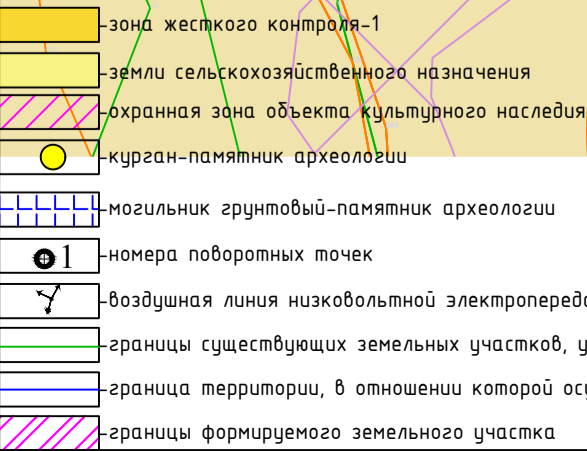 зона жесткого контроля-1
земли сельскохозяйственного назначения
охранная зона объекта культурного наследия
курган-памятник археологии
могильник грунтовый-памятник археологии
1 номера поворотных точек
воздушная линия низковольтной
границы существующих земельных участков,
граница территории, в отношении которой
границы формируемого земельного участка